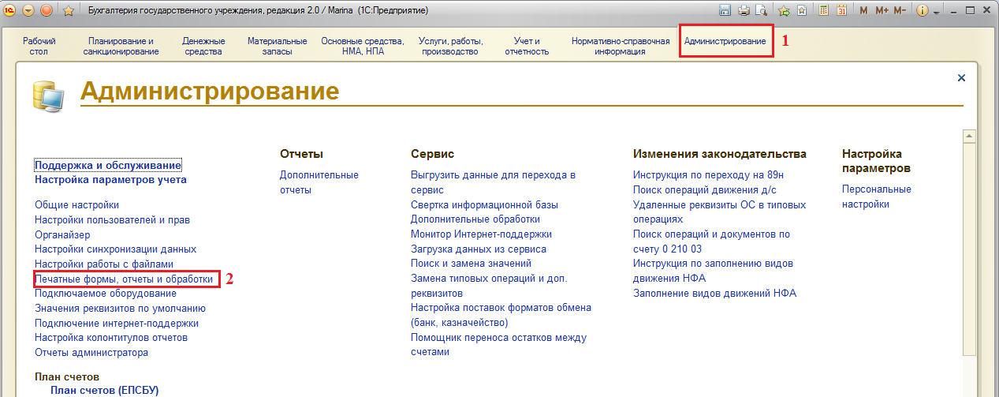 Бухгалтерия государственного учреждения, редакция 2.0 / Marina (1С:Предприятие)
M M+ M-
31
Рабочий
стол
Планирование и
санкционирование
Денежные
средства
Материальные
запасы
Основные средства,
НМА, НПА
Услуги, работы,
производство
Учет и
отчетность
Нормативно-справочная
информация
Администрирование
1
Администрирование
Поддержка и обслуживание
Настройка параметров учета
Общие настройки
Настройки пользователей и прав
Органайзер
Настройки синхронизации данных
Настройки работы с файлами
Печатные формы, отчеты и обработки
2
Подключаемое оборудование
Значения реквизитов по умолчанию
Подключение интернет-поддержки
Настройка колонтитулов отчетов
Отчеты администратора
План счетов
План счетов (ЕПСБУ)
Отчеты
Дополнительные
отчеты
Сервис
Выгрузить данные для перехода в
сервис
Свертка информационной базы
Дополнительные обработки
Монитор Интернет-поддержки
Загрузка данных из сервиса
Поиск и замена значений
Замена типовых операций и доп.
реквизитов
Настройка поставок форматов обмена
(банк, казначейство)
Помощник переноса остатков между
счетами
Изменения законодательства
Инструкция по переходу на 89н
Поиск операций движения д/с
Удаленные реквизиты ОС в типовых
операциях
Поиск операций и документов по
счету 0 210 03
Инструкция по заполнению видов
движения НФА
Заполнение видов движений НФА
Настройка
параметров
Персональные
настройки